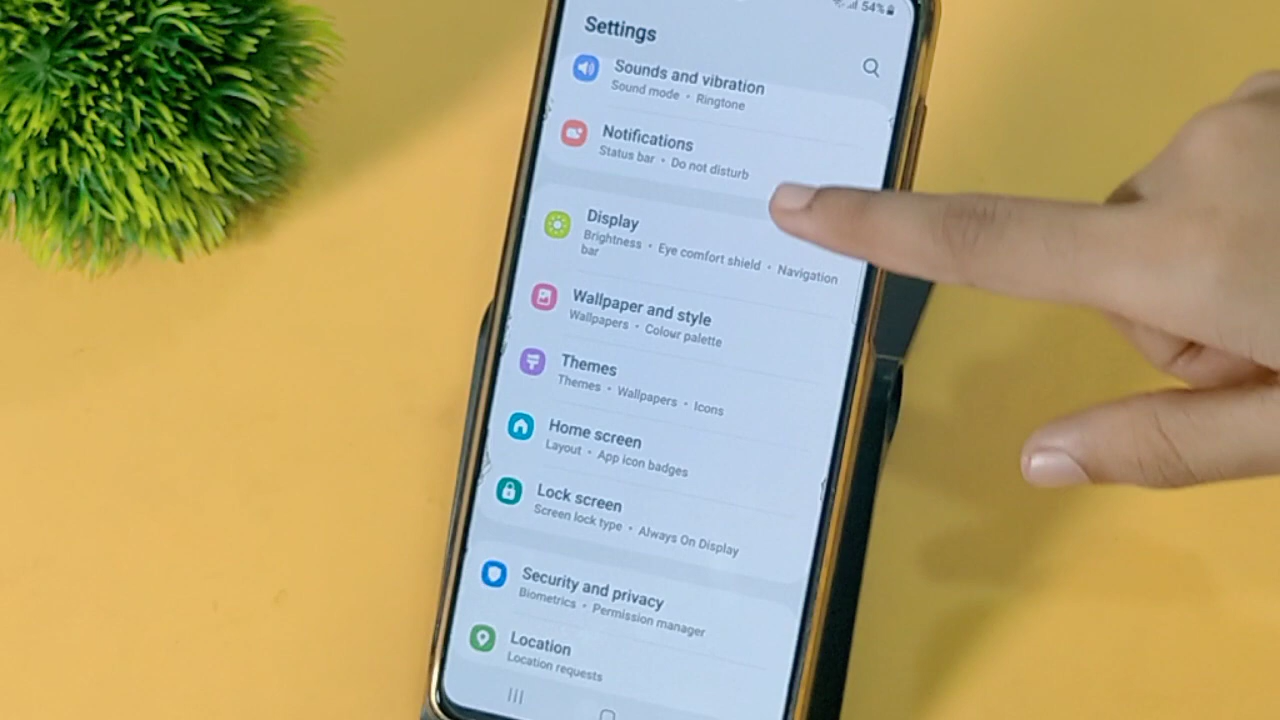 54%
Settings
Sounds and vibration
Sound mode • Ringtone
Notifications
Status bar • Do not disturb
Display
Brightness • Eye comfort shield • Navigation
bar
Wallpaper and style
Wallpapers • Colour palette
Themes
Themes • Wallpapers • Icons
Home screen
Layout • App icon badges
Lock screen
Screen lock type • Always On Display
Security and privacy
Biometrics • Permission manager
Location
Location requests